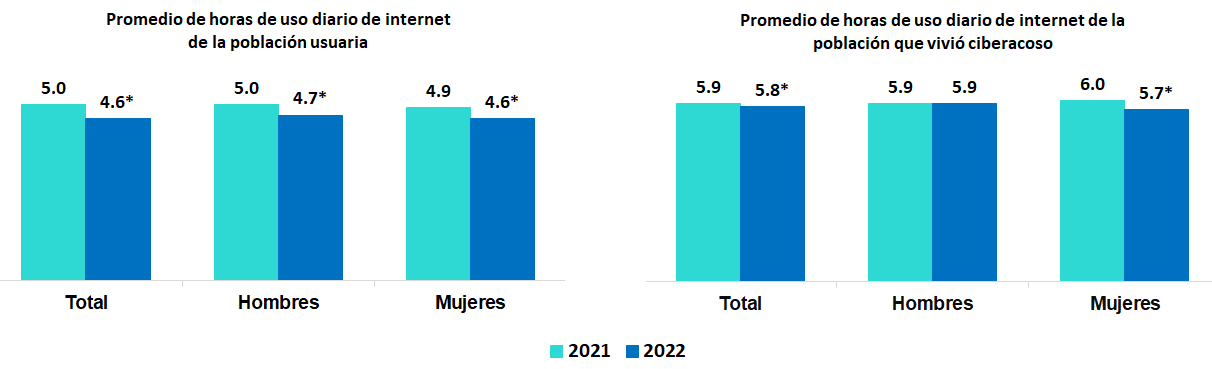 Promedio de horas de uso diario de internet
de la población usuaria
5.0
4.6*
5.0
4.7*
4.9
4.6*
Total
Hombres
Mujeres
Promedio de horas de uso diario de internet de la
población que vivió ciberacoso
5.9
5.8*
5.9
5.9
6.0
5.7*
Total
Hombres
Mujeres
2021
2022